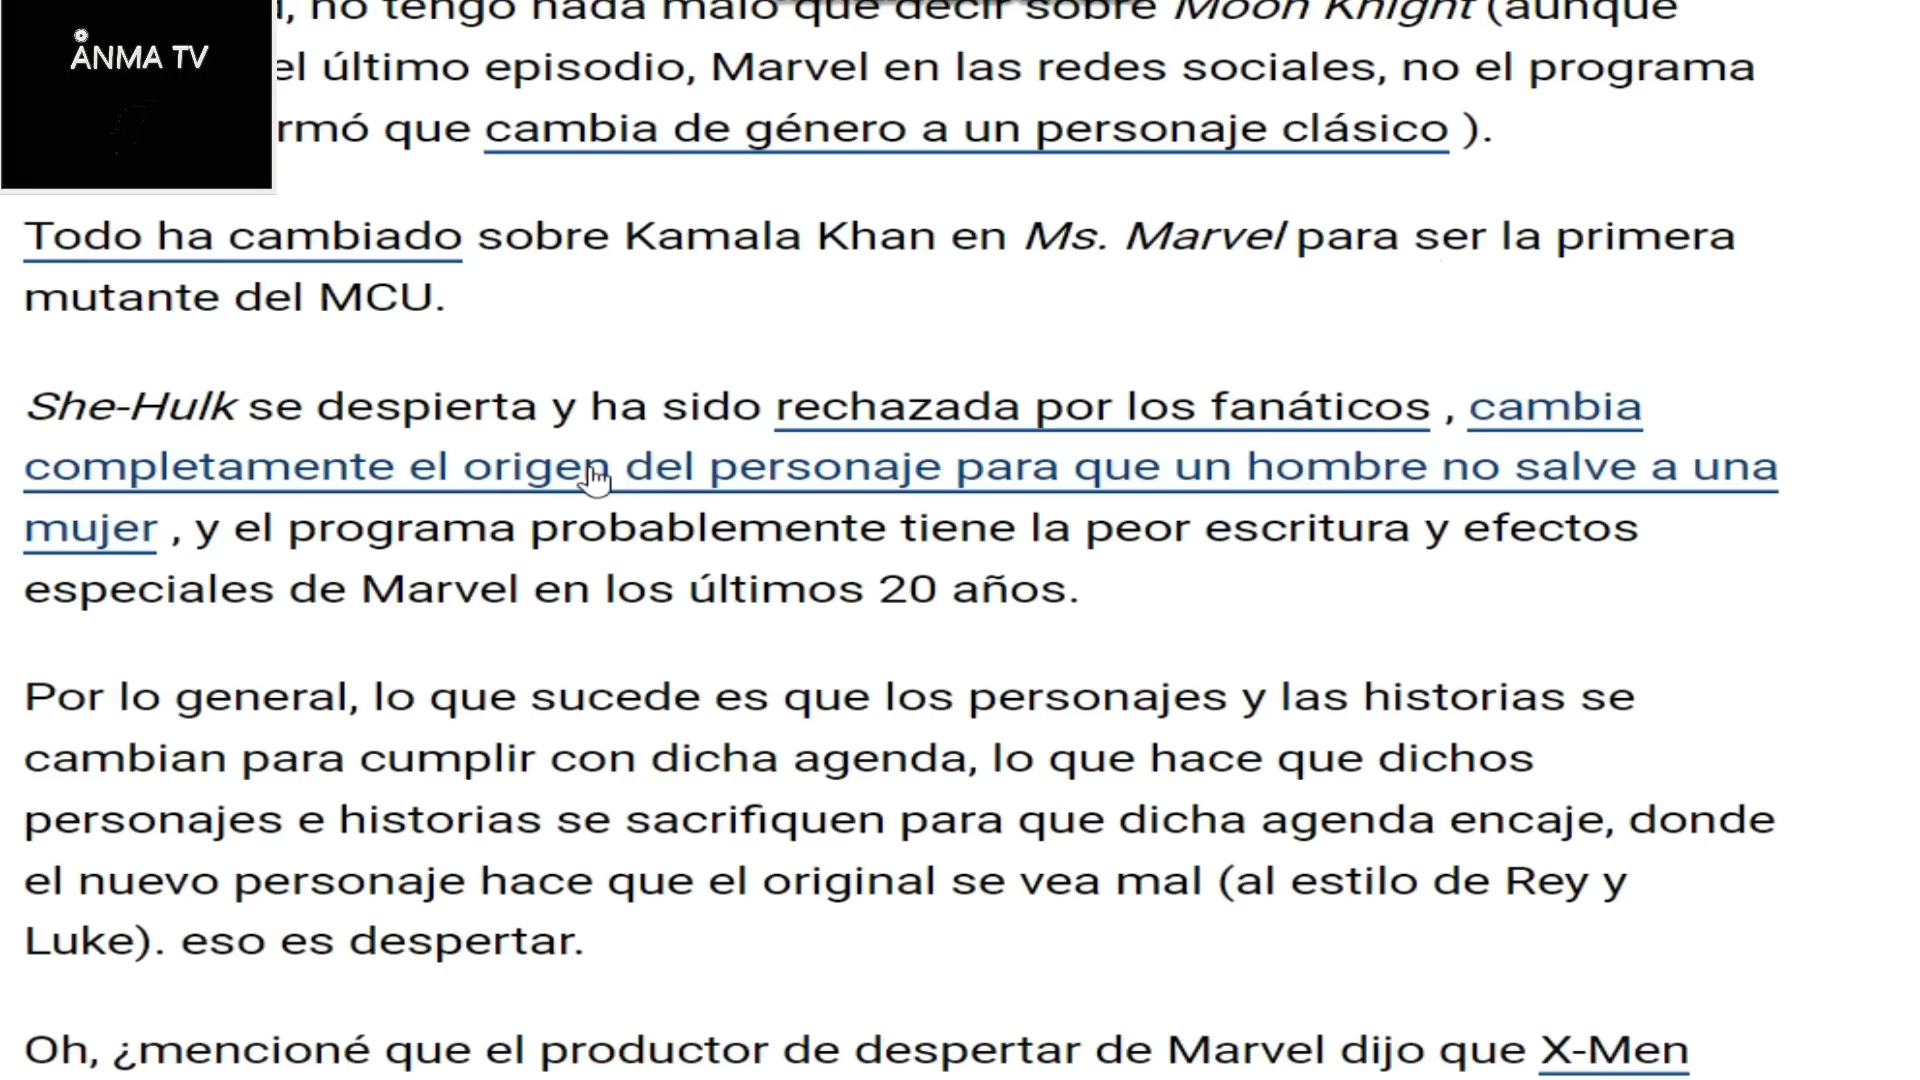 ANMA TV
, no tengo nada malo que decir sobre Moon Knight (aunque
el último episodio, Marvel en las redes sociales, no el programa
rmó que cambia de género a un personaje clásico ).
Todo ha cambiado sobre Kamala Khan en Ms. Marvel para ser la primera
mutante del MCU.
She-Hulk se despierta y ha sido rechazada por los fanáticos , cambia
completamente el origen del personaje para que un hombre no salve a una
mujer , y el programa probablemente tiene la peor escritura y efectos
especiales de Marvel en los últimos 20 años.
Por lo general, lo que sucede es que los personajes y las historias se
cambian para cumplir con dicha agenda, lo que hace que dichos
personajes e historias se sacrifiquen para que dicha agenda encaje, donde
el nuevo personaje hace que el original se vea mal (al estilo de Rey y
Luke). eso es despertar.
Oh, ¿mencioné que el productor de despertar de Marvel dijo que X-Men